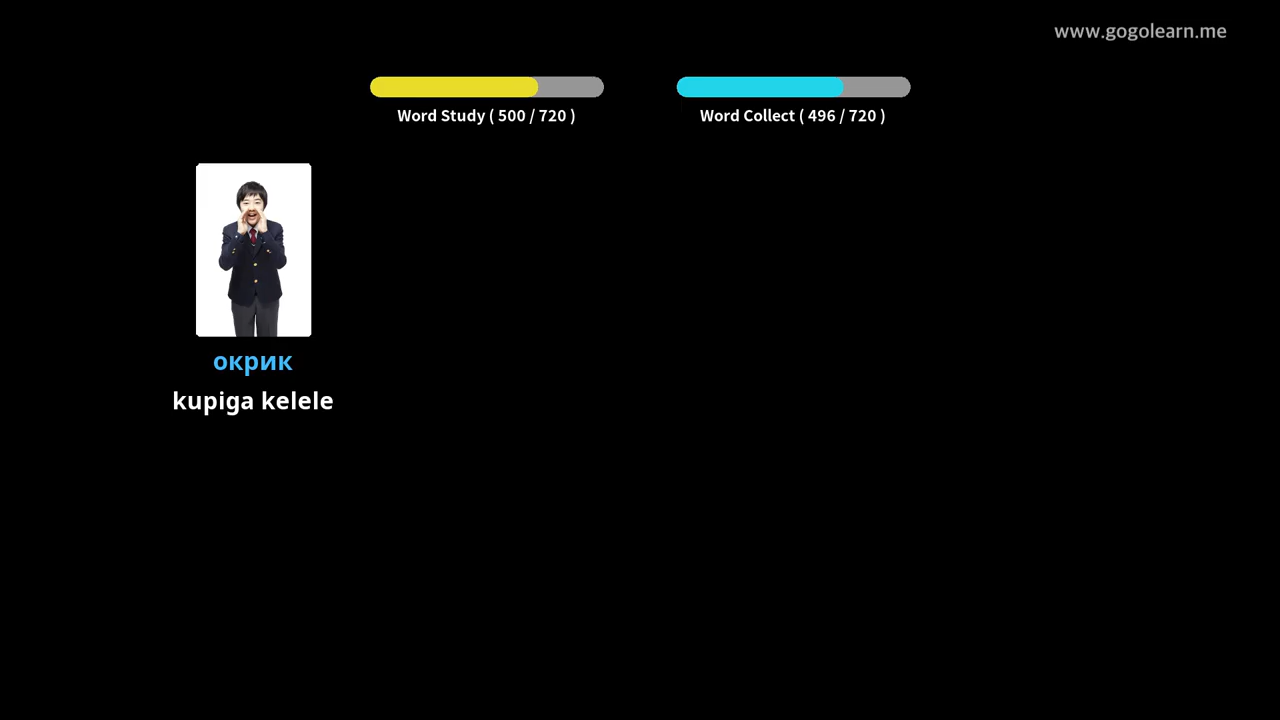 www.gogolearn.me
Word Study ( 500 / 720 )
Word Collect ( 496 / 720 )
окрик
kupiga kelele